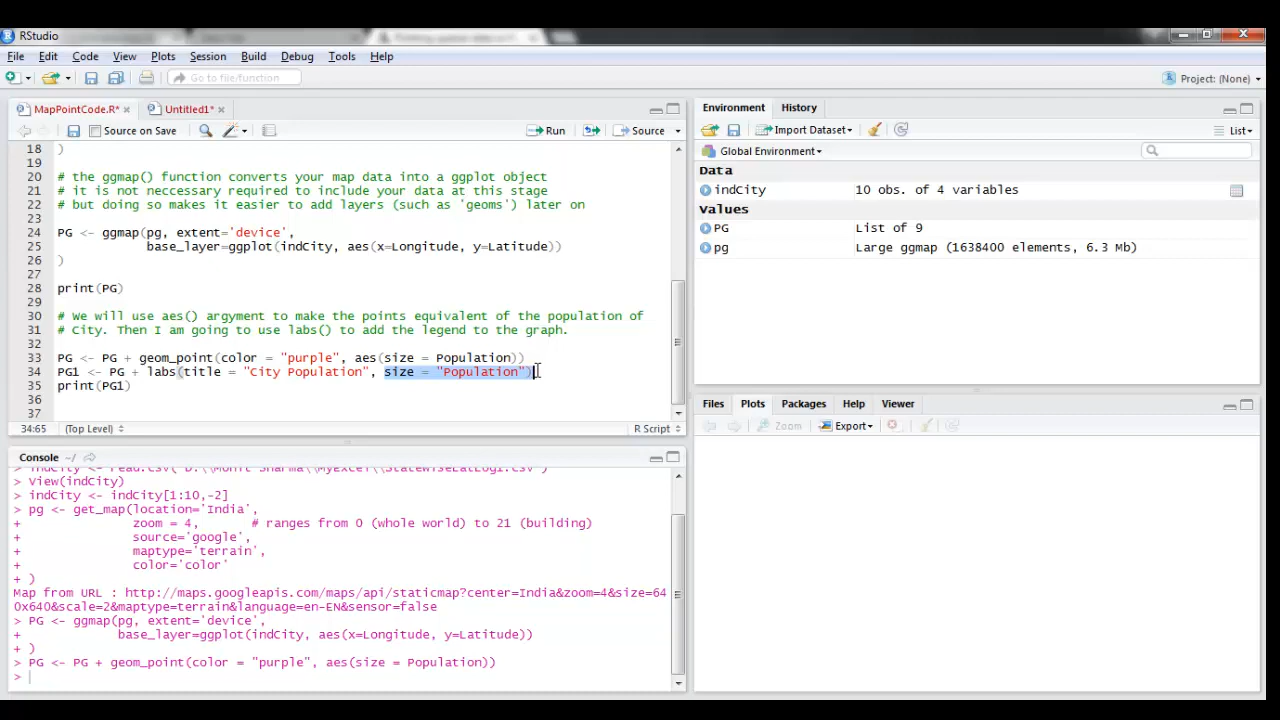 RStudio
File Edit Code View Plots Session Build Debug Tools Help
Go to file/function
Project: (None)
MapPointCode.R* Untitled1*
Source on Save Run Source
18 )
19
20 # the ggmap() function converts your map data into a ggplot object
21 # it is not neccessary required to include your data at this stage
22 # but doing so makes it easier to add layers (such as 'geoms') later on
23
24 PG <- ggmap(pg, extent='device',
25 base_layer=ggplot(indCity, aes(x=Longitude, y=Latitude))
26 )
27
28 print(PG)
29
30 # We will use aes() argyment to make the points equivalent of the population of
31 # City. Then I am going to use labs() to add the legend to the graph.
32
33 PG <- PG + geom_point(color = "purple", aes(size = Population))
34 PG1 <- PG + labs(title = "City Population", size = "Population")
35 print(PG1)
36
37
34:65 (Top Level) R Script
Console ~/
> View(indCity)
> indCity <- indCity[1:10,-2]
> pg <- get_map(location='India',
+ zoom = 4, # ranges from 0 (whole world) to 21 (building)
+ source='google',
+ maptype='terrain',
+ color='color'
+ )
Map from URL : http://maps.googleapis.com/maps/api/staticmap?center=India&zoom=4&size=64
0x640&scale=2&maptype=terrain&language=en-EN&sensor=false
> PG <- ggmap(pg, extent='device',
+ base_layer=ggplot(indCity, aes(x=Longitude, y=Latitude))
+ )
> PG <- PG + geom_point(color = "purple", aes(size = Population))
>
Environment History
Import Dataset List
Global Environment
Data
indCity 10 obs. of 4 variables
Values
PG List of 9
pg Large ggmap (1638400 elements, 6.3 Mb)
Files Plots Packages Help Viewer
Zoom Export